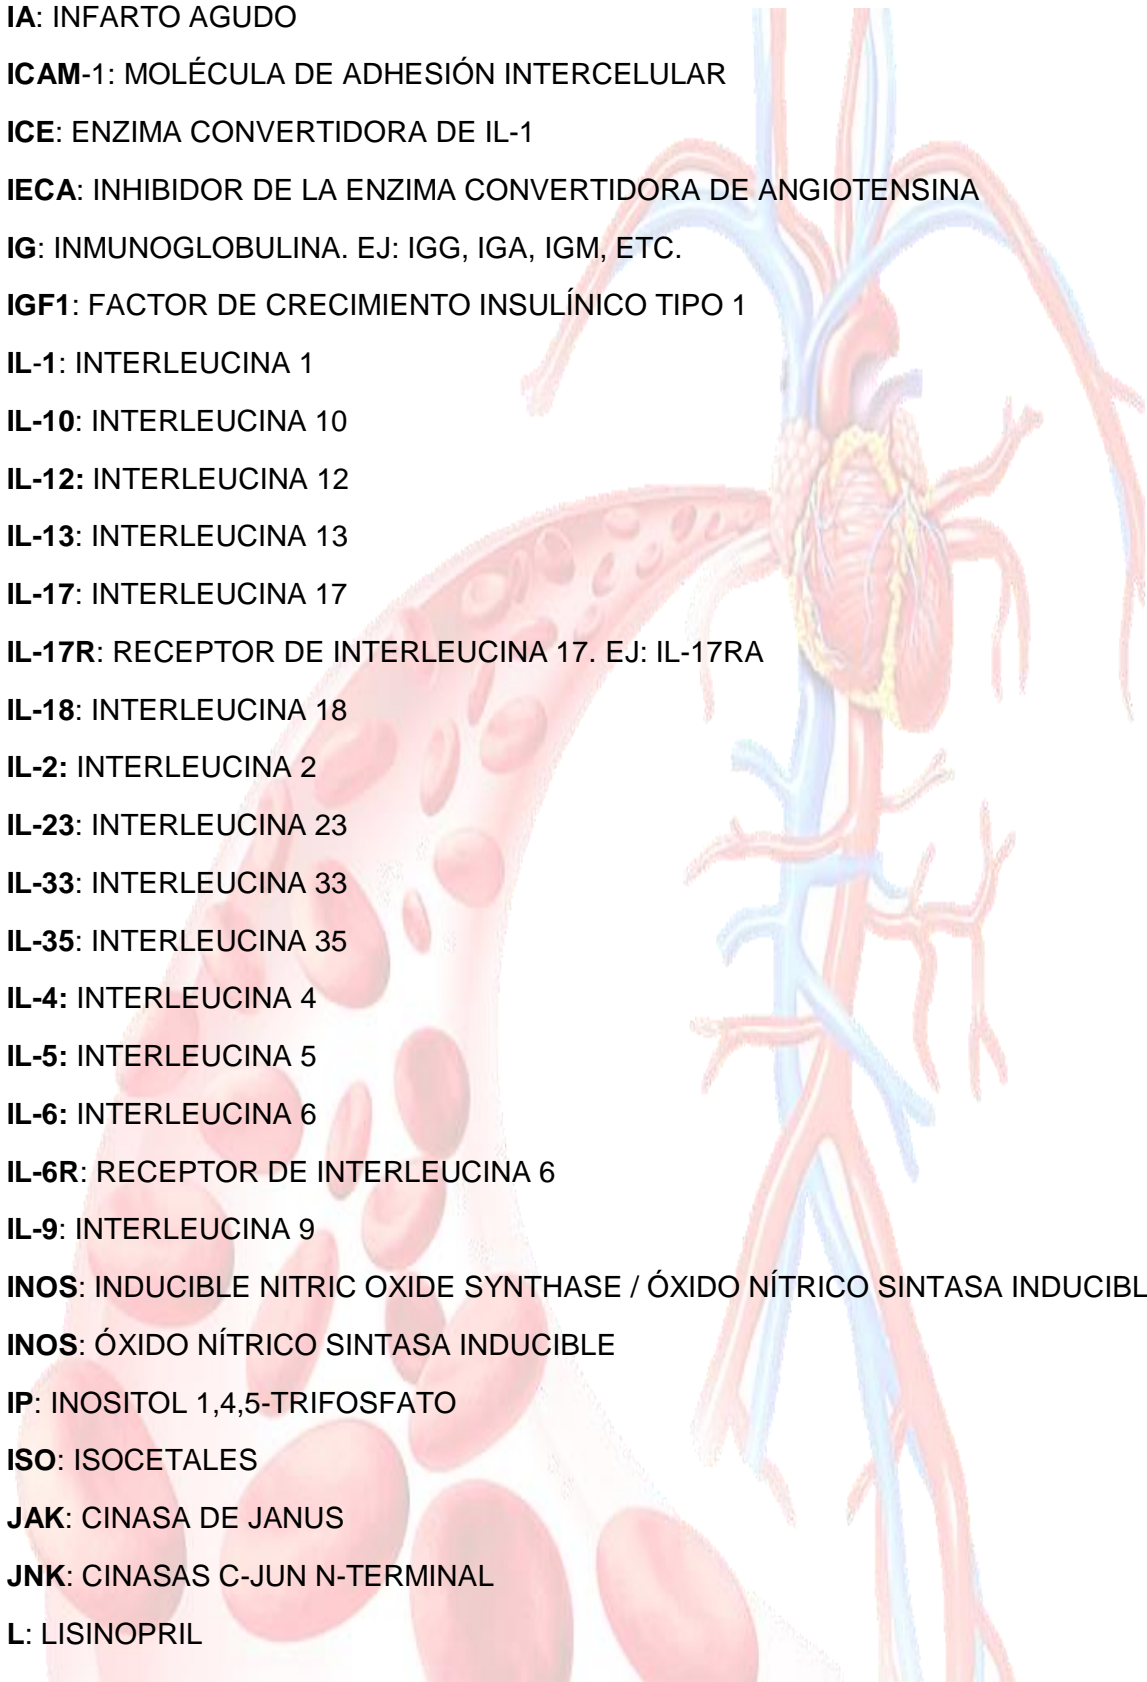 IA: INFARTO AGUDO
ICAM-1: MOLÉCULA DE ADHESIÓN INTERCELULAR
ICE: ENZIMA CONVERTIDORA DE IL-1
IECA: INHIBIDOR DE LA ENZIMA CONVERTIDORA DE ANGIOTENSINA
IG: INMUNOGLOBULINA. EJ: IGG, IGA, IGM, ETC.
IGF1: FACTOR DE CRECIMIENTO INSULÍNICO TIPO 1
IL-1: INTERLEUCINA 1
IL-10: INTERLEUCINA 10
IL-12: INTERLEUCINA 12
IL-13: INTERLEUCINA 13
IL-17: INTERLEUCINA 17
IL-17R: RECEPTOR DE INTERLEUCINA 17. EJ: IL-17RA
IL-18: INTERLEUCINA 18
IL-2: INTERLEUCINA 2
IL-23: INTERLEUCINA 23
IL-33: INTERLEUCINA 33
IL-35: INTERLEUCINA 35
IL-4: INTERLEUCINA 4
IL-5: INTERLEUCINA 5
IL-6: INTERLEUCINA 6
IL-6R: RECEPTOR DE INTERLEUCINA 6
IL-9: INTERLEUCINA 9
INOS: INDUCIBLE NITRIC OXIDE SYNTHASE / ÓXIDO NÍTRICO SINTASA INDUCIBL
INOS: ÓXIDO NÍTRICO SINTASA INDUCIBLE
IP: INOSITOL 1,4,5-TRIFOSFATO
ISO: ISOCETALES
JAK: CINASA DE JANUS
JNK: CINASAS C-JUN N-TERMINAL
L: LISINOPRIL